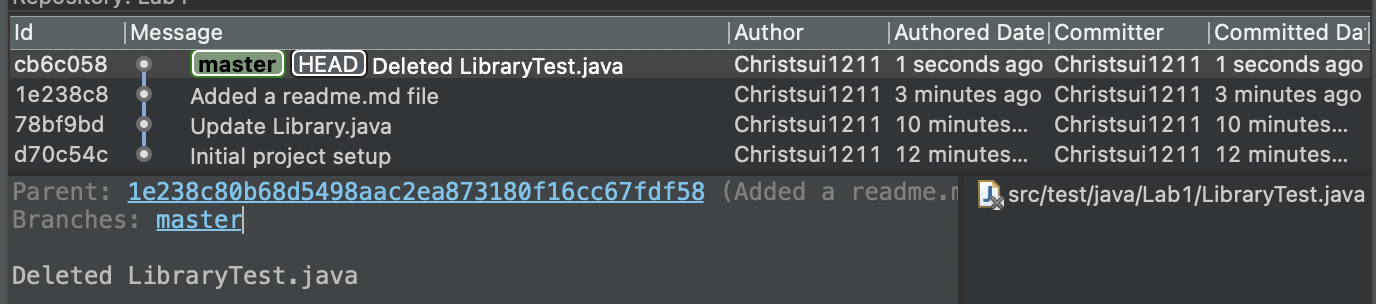 Repository: Lab1
Id Message Author Authored Date Committer Committed Dat
cb6c058 master HEAD Deleted LibraryTest.java Christsui1211 1 seconds ago Christsui1211 1 seconds ago
1e238c8 Added a readme.md file Christsui1211 3 minutes ago Christsui1211 3 minutes ago
78bf9bd Update Library.java Christsui1211 10 minutes... Christsui1211 10 minutes...
d70c54c Initial project setup Christsui1211 12 minutes... Christsui1211 12 minutes...
Parent: 1e238c80b68d5498aac2ea873180f16cc67fdf58 (Added a readme.m
Branches: master
Deleted LibraryTest.java
src/test/java/Lab1/LibraryTest.java